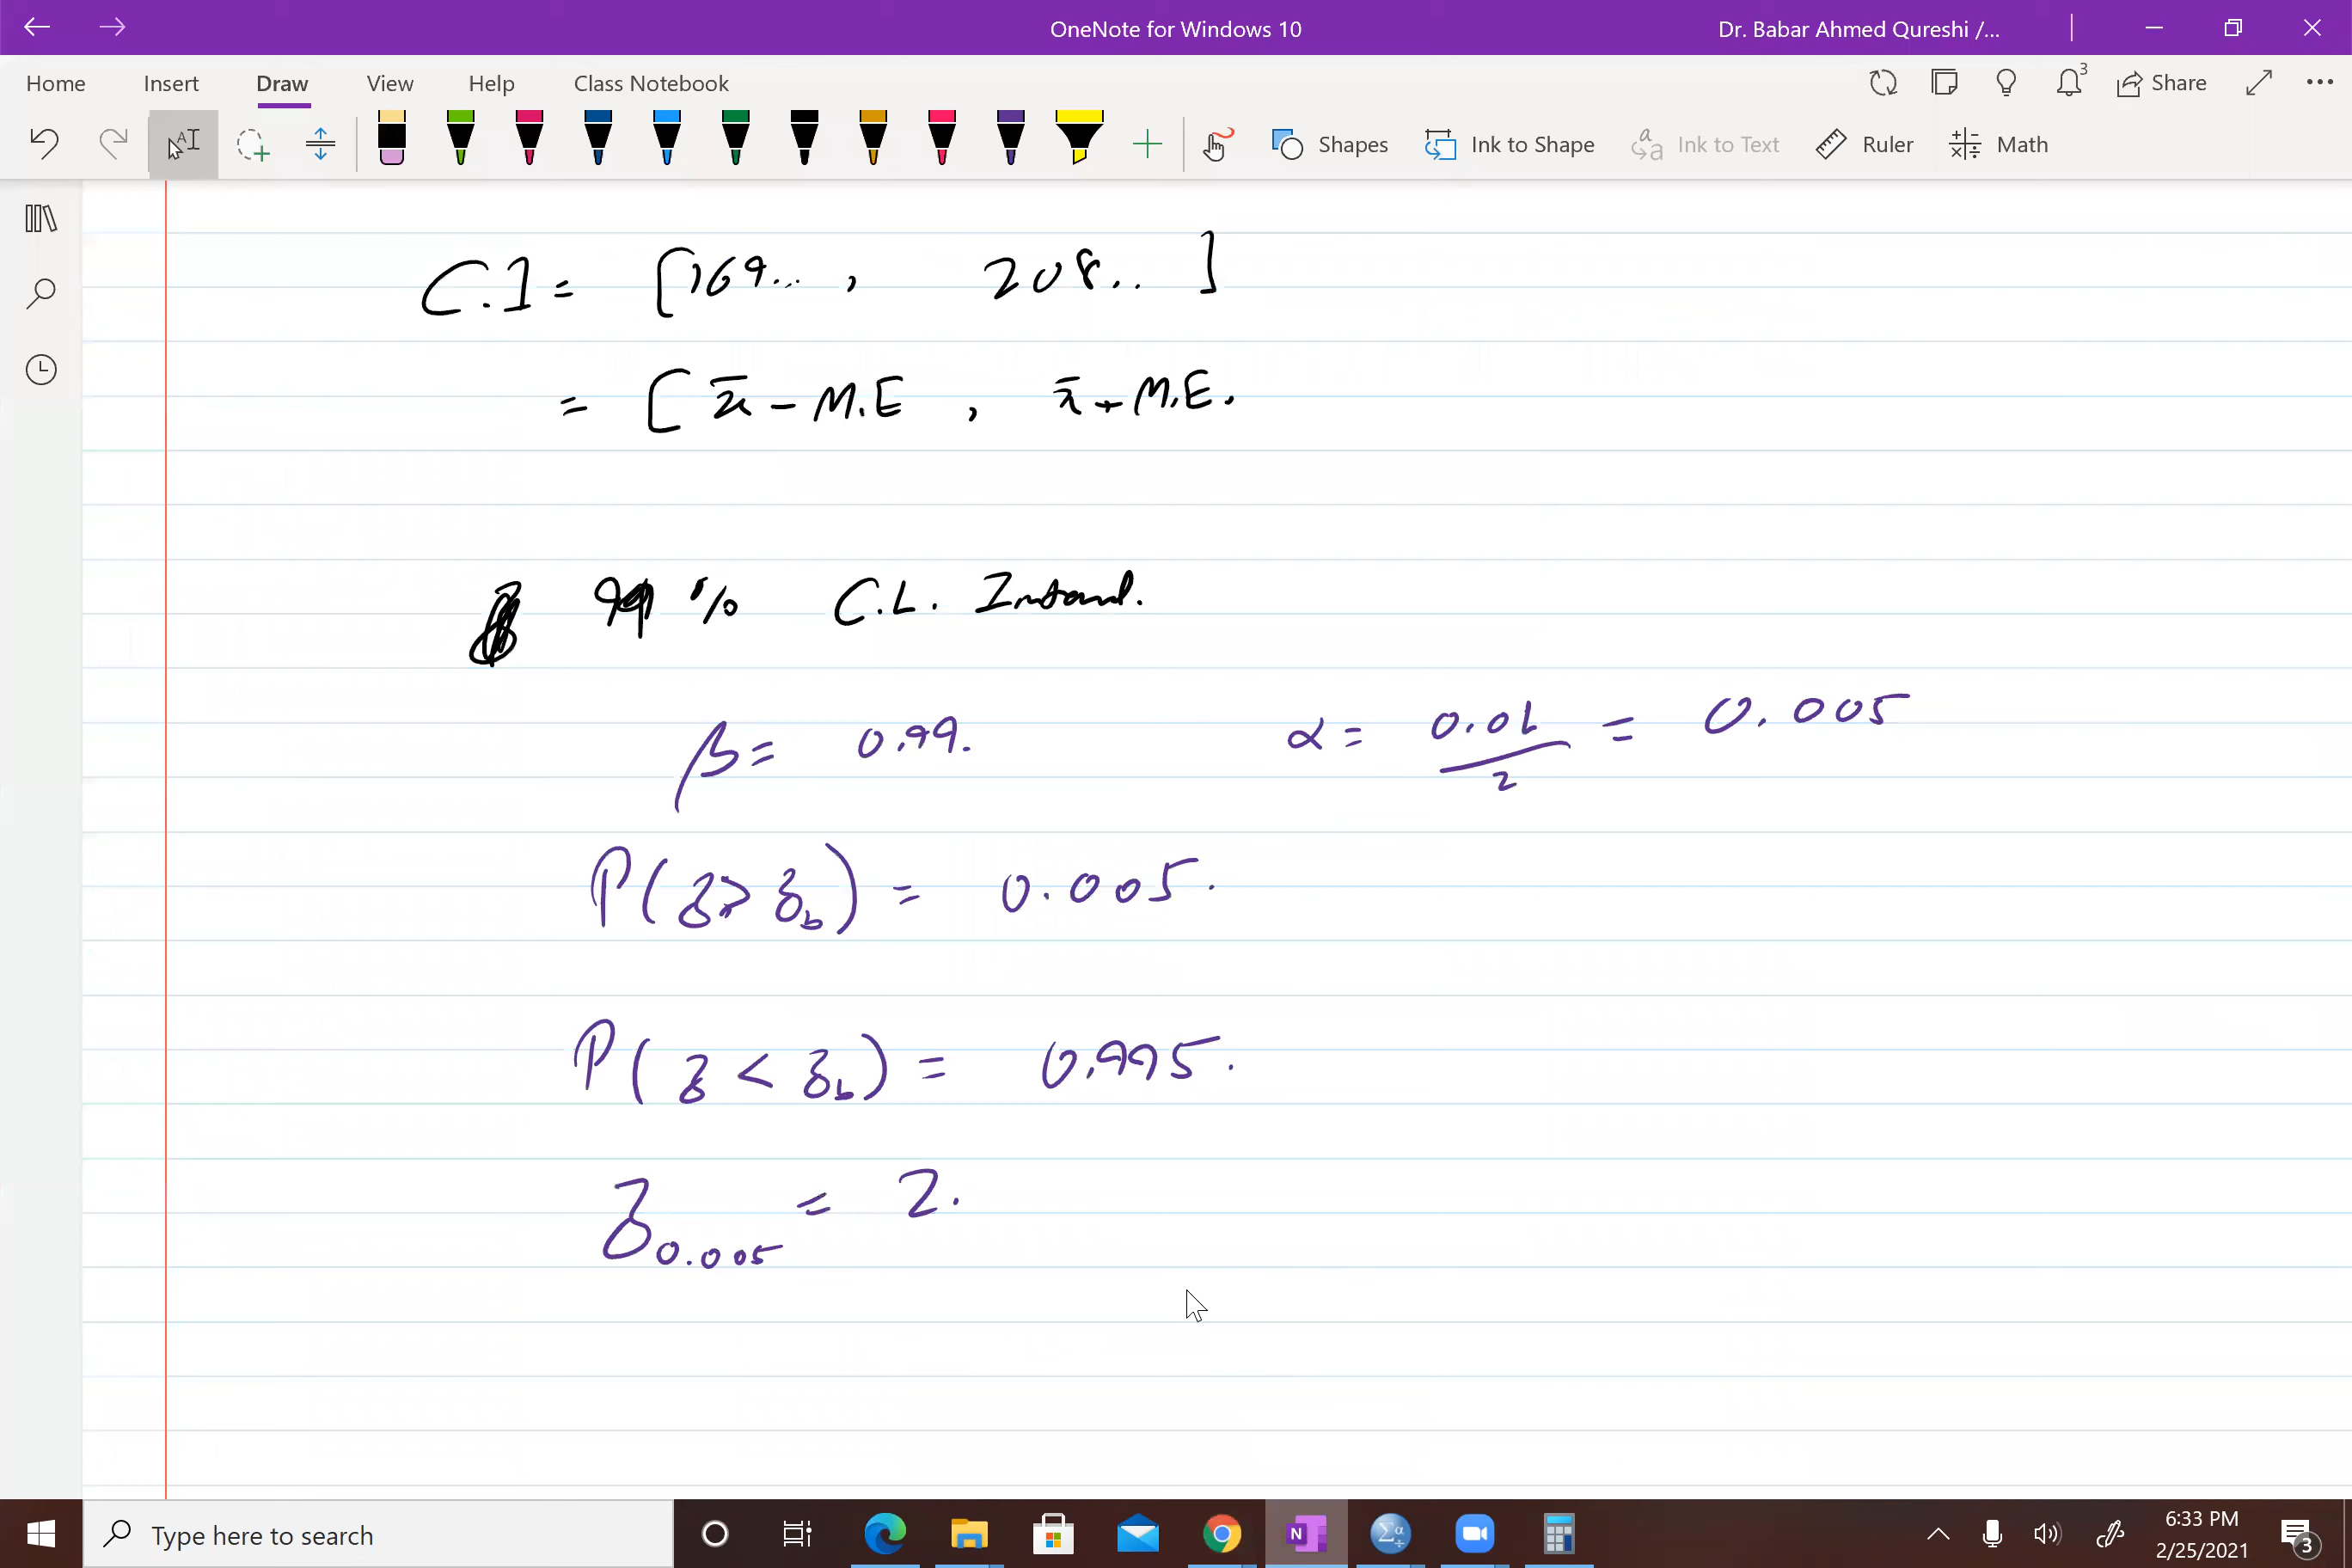 OneNote for Windows 10
Dr. Babar Ahmed Qureshi /...
Home Insert Draw View Help Class Notebook
3
Share
Shapes Ink to Shape Ink to Text Ruler Math
C.I = [169.. , 208.. ]
= [ x̄ - M.E , x̄ + M.E.
99 % C.L.
β = 0.99. α = 0.01/2 = 0.005
P(z > z_b) = 0.005.
P(z < z_b) = 0.995.
z_0.005 = 2.
Type here to search
6:33 PM
2/25/2021
3